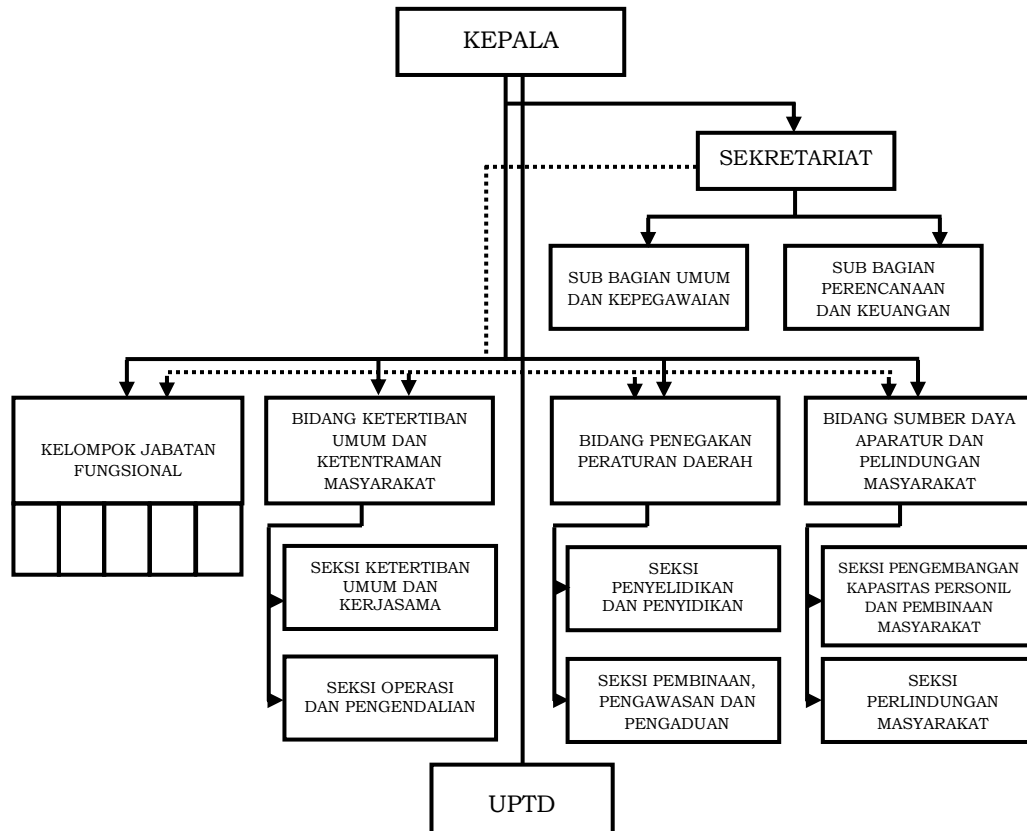 KEPALA
SEKRETARIAT
SUB BAGIAN UMUM
DAN KEPEGAWAIAN
SUB BAGIAN
PERENCANAAN
DAN KEUANGAN
KELOMPOK JABATAN
FUNGSIONAL
BIDANG KETERTIBAN
UMUM DAN
KETENTRAMAN
MASYARAKAT
BIDANG PENEGAKAN
PERATURAN DAERAH
BIDANG SUMBER DAYA
APARATUR DAN
PELINDUNGAN
MASYARAKAT
SEKSI KETERTIBAN
UMUM DAN
KERJASAMA
SEKSI
PENYELIDIKAN
DAN PENYIDIKAN
SEKSI PENGEMBANGAN
KAPASITAS PERSONIL
DAN PEMBINAAN
MASYARAKAT
SEKSI OPERASI
DAN PENGENDALIAN
SEKSI PEMBINAAN,
PENGAWASAN DAN
PENGADUAN
SEKSI
PERLINDUNGAN
MASYARAKAT
UPTD